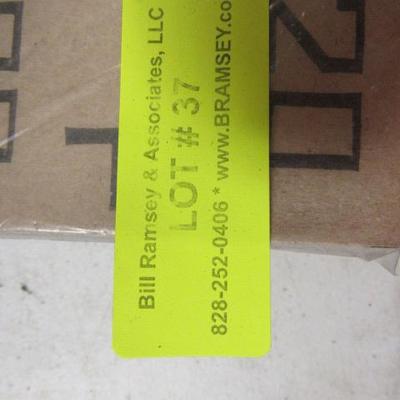 Bill Ramsey & Associates, LLC
LOT # 37
828-252-0406 * www.BRAMSEY.co